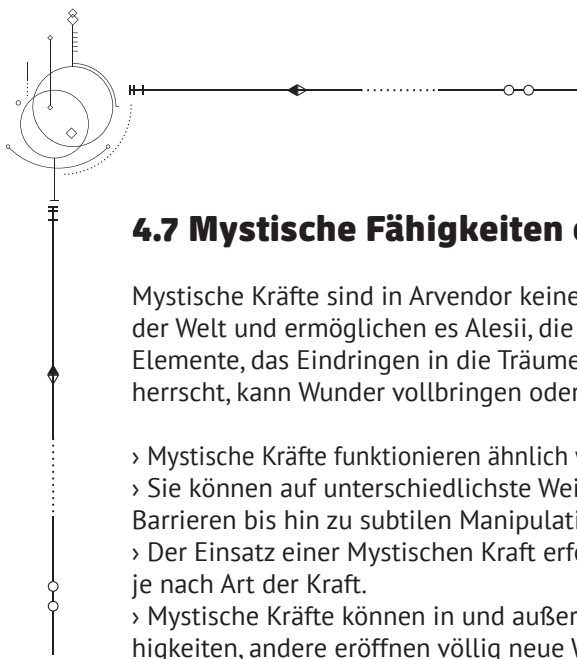 4.7 Mystische Fähigkeiten
Mystische Kräfte sind in Arvendor keine
der Welt und ermöglichen es Alesii, die
Elemente, das Eindringen in die Träume
herrscht, kann Wunder vollbringen oder
› Mystische Kräfte funktionieren ähnlich
› Sie können auf unterschiedlichste Wei
Barrieren bis hin zu subtilen Manipulati
› Der Einsatz einer Mystischen Kraft erf
je nach Art der Kraft.
› Mystische Kräfte können in und außer
higkeiten, andere eröffnen völlig neue